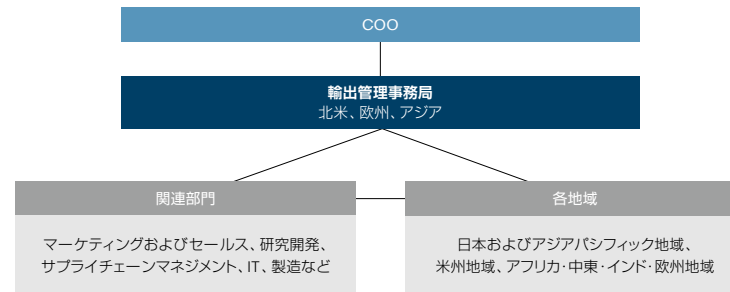 COO
輸出管理事務局
北米、欧州、アジア
関連部門
各地域
マーケティングおよびセールス、研究開発、
サプライチェーンマネジメント、IT、製造など
日本およびアジアパシフィック地域、
米州地域、アフリカ・中東・インド・欧州地域